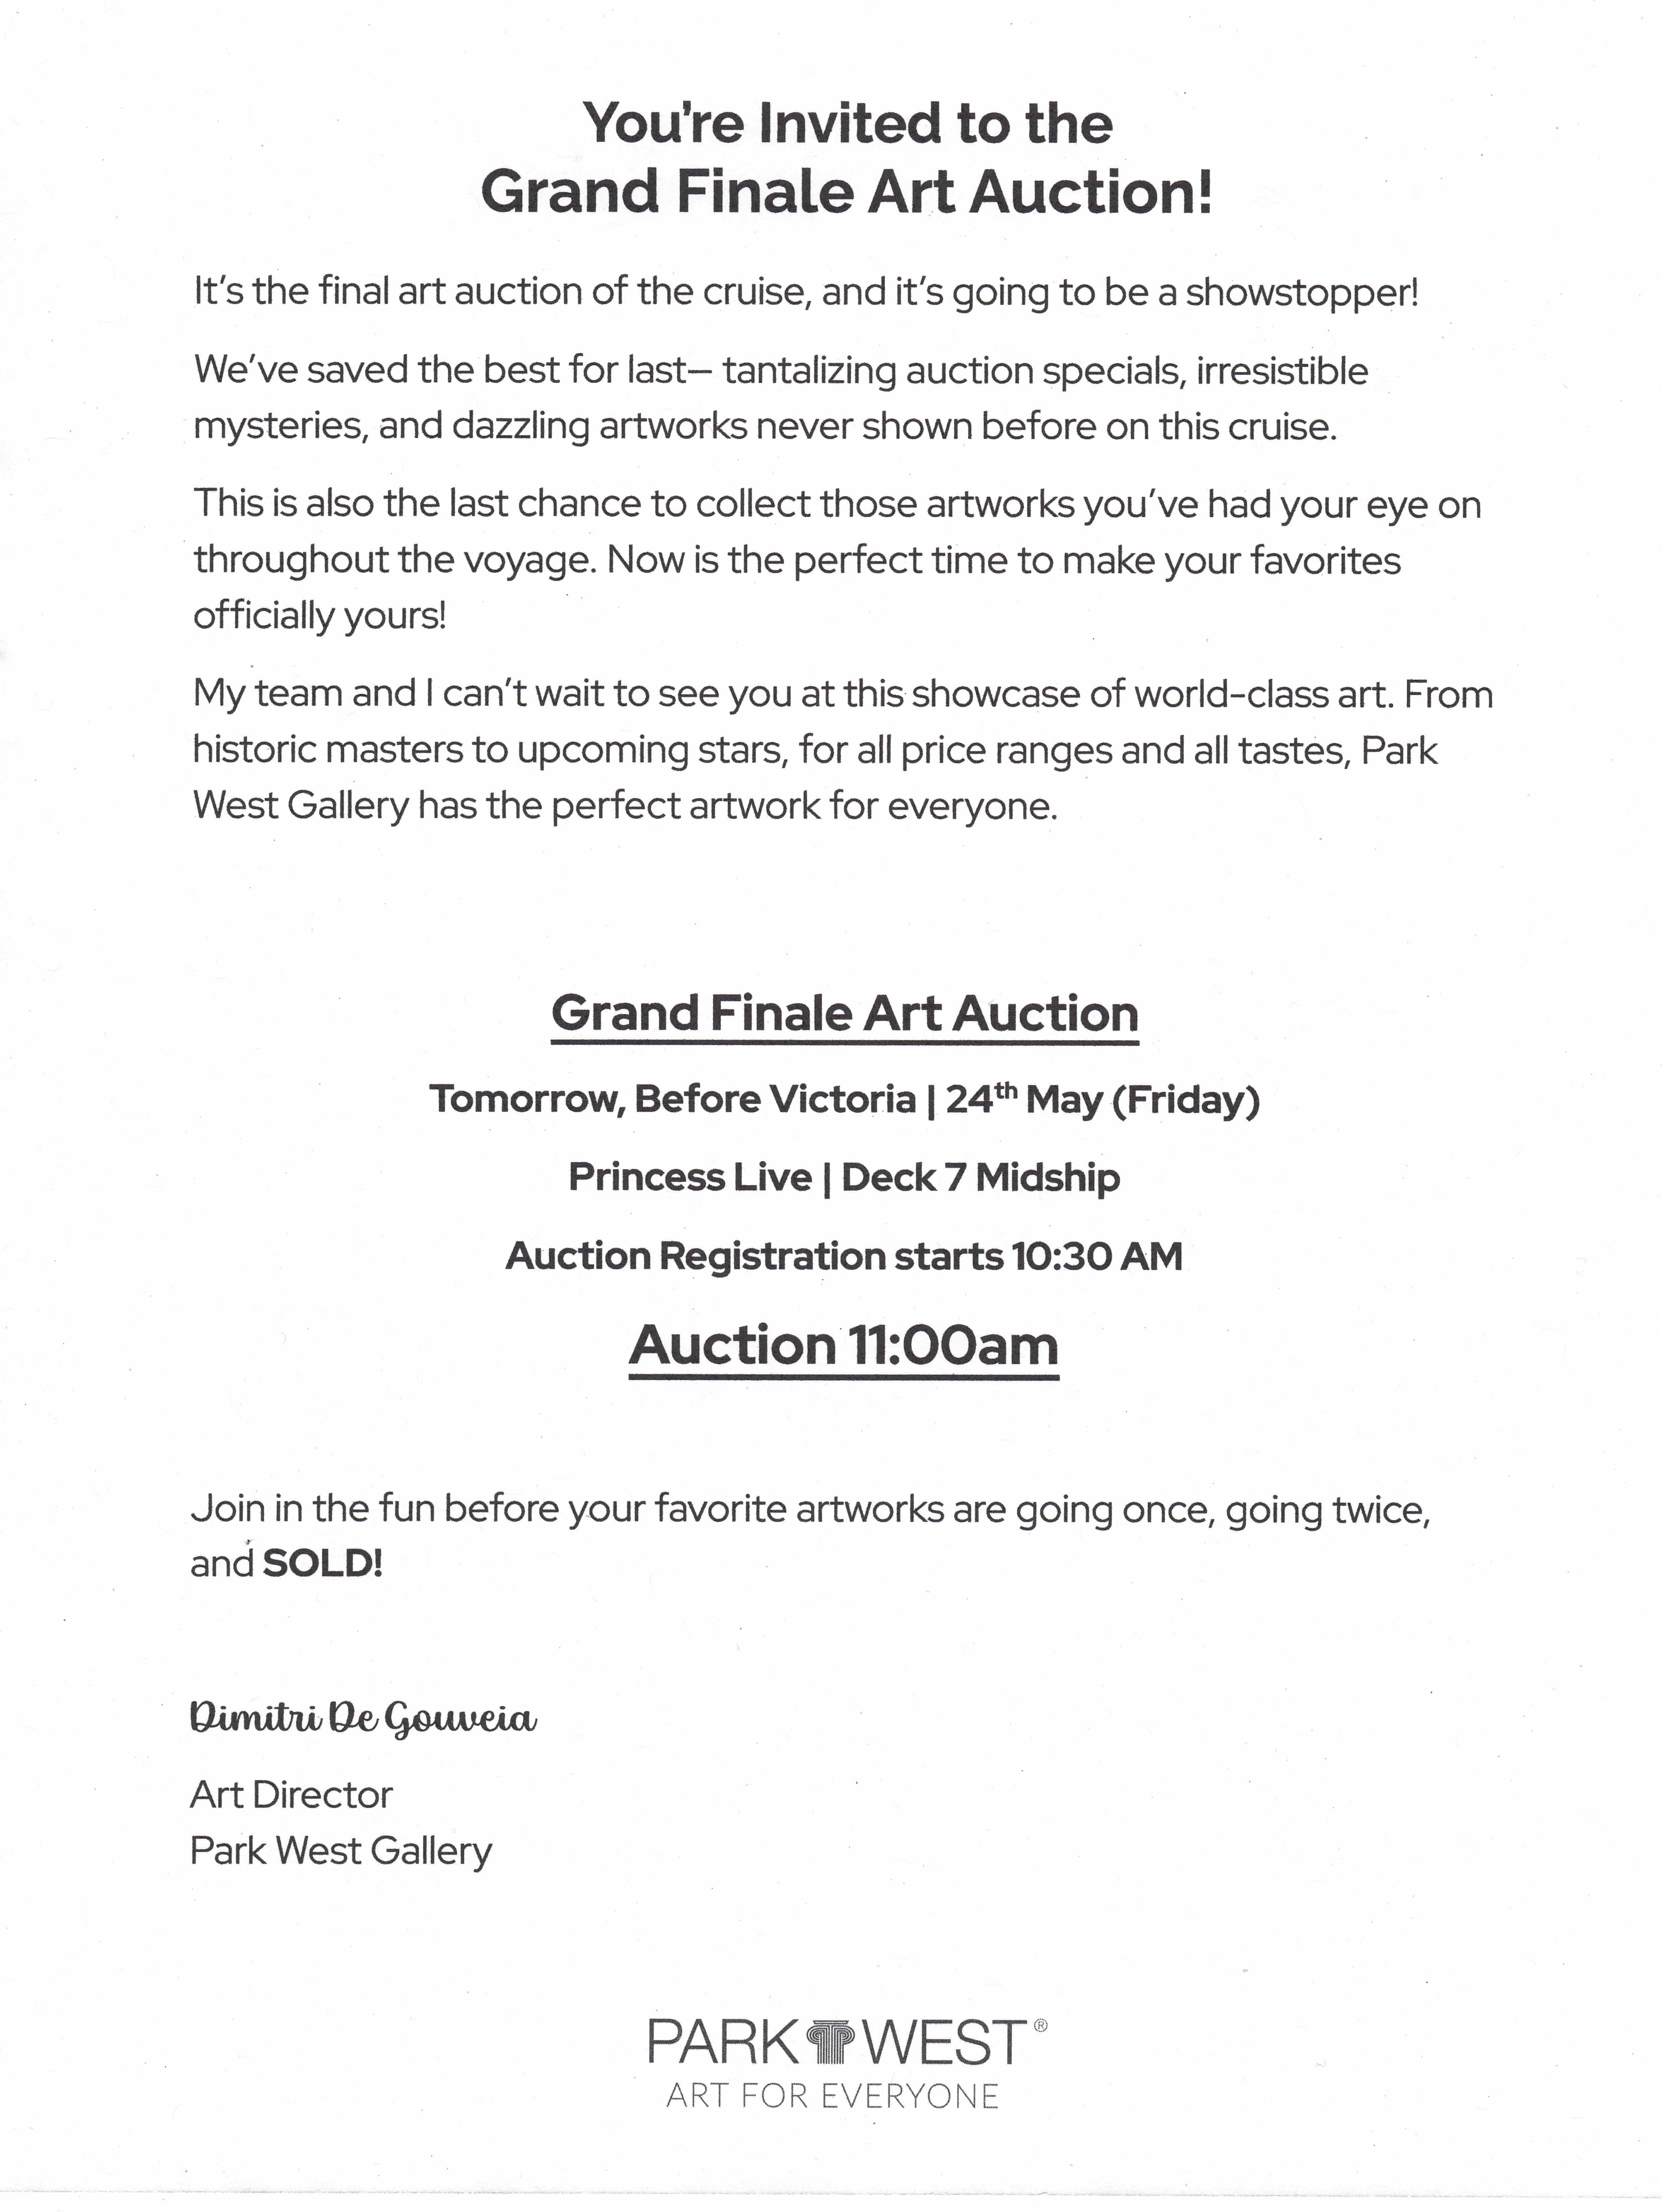 You're Invited to the
Grand Finale Art Auction!
It's the final art auction of the cruise, and it's going to be a showstopper!
We've saved the best for last— tantalizing auction specials, irresistible
mysteries, and dazzling artworks never shown before on this cruise.
This is also the last chance to collect those artworks you've had your eye on
throughout the voyage. Now is the perfect time to make your favorites
officially yours!
My team and I can't wait to see you at this showcase of world-class art. From
historic masters to upcoming stars, for all price ranges and all tastes, Park
West Gallery has the perfect artwork for everyone.
Grand Finale Art Auction
Tomorrow, Before Victoria | 24th May (Friday)
Princess Live | Deck 7 Midship
Auction Registration starts 10:30 AM
Auction 11:00am
Join in the fun before your favorite artworks are going once, going twice,
and SOLD!
Dimitri De Gouveia
Art Director
Park West Gallery
PARK WEST®
ART FOR EVERYONE